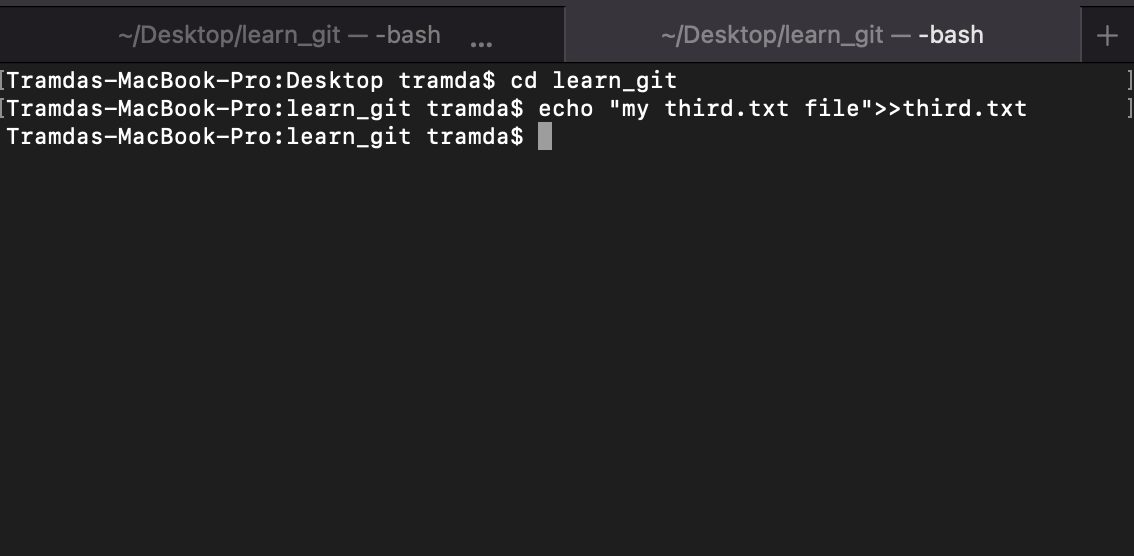 ~/Desktop/learn_git — -bash ...
~/Desktop/learn_git — -bash +
[Tramdas-MacBook-Pro:Desktop tramda$ cd learn_git ]
[Tramdas-MacBook-Pro:learn_git tramda$ echo "my third.txt file">>third.txt ]
Tramdas-MacBook-Pro:learn_git tramda$